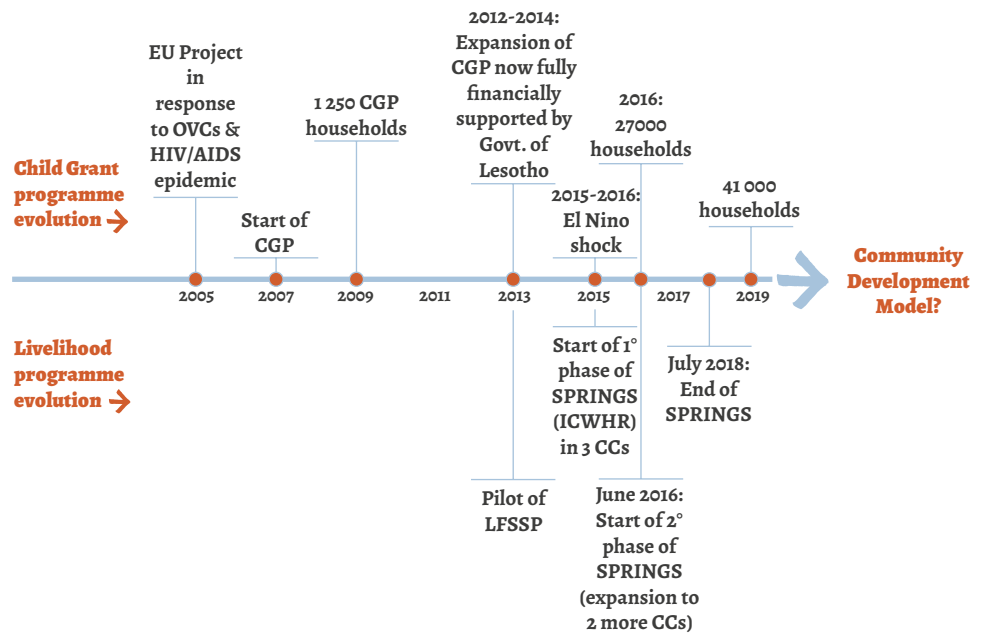 EU Project
in
response
to OVCs &
HIV/AIDS
epidemic
Start of
CGP
1 250 CGP
households
2012-2014:
Expansion of
CGP now fully
financially
supported by
Govt. of
Lesotho
2015-2016:
El Nino
shock
2016:
27000
households
41 000
households
Child Grant
programme
evolution →
2005
2007
2009
2011
2013
2015
2017
2019
Community
Development
Model?
Livelihood
programme
evolution →
Pilot of
LFSSP
Start of 1°
phase of
SPRINGS
(ICWHR)
in 3 CCs
June 2016:
Start of 2°
phase of
SPRINGS
(expansion to
2 more CCs)
July 2018:
End of
SPRINGS